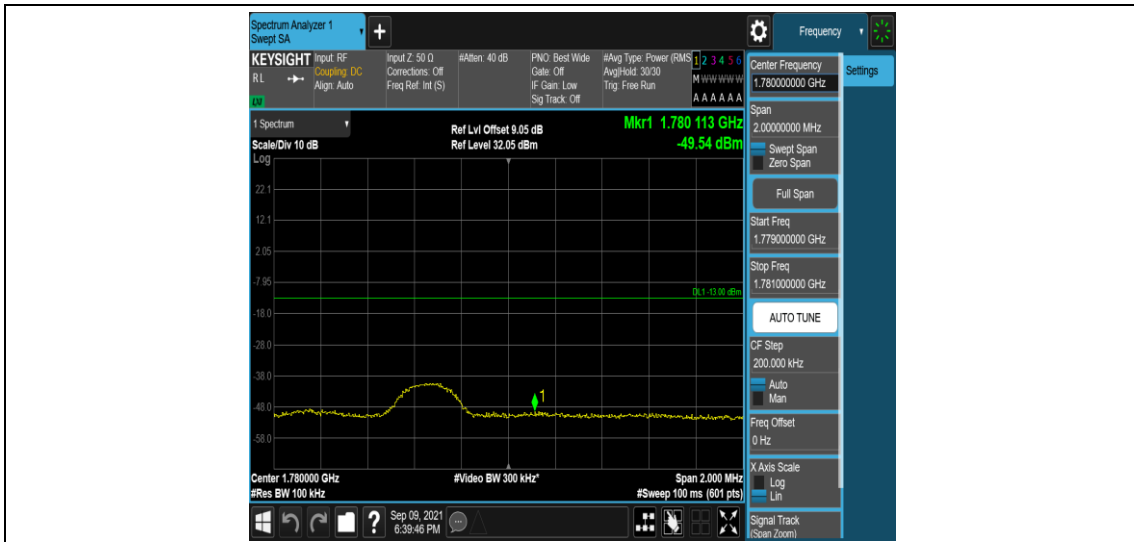 Spectrum Analyzer 1
Swept SA
Frequency
KEYSIGHT
RL
LXI
Input: RF
Coupling: DC
Align: Auto
Input Z: 50 Ω
Corrections: Off
Freq Ref: Int (S)
#Atten: 40 dB
PNO: Best Wide
Gate: Off
IF Gain: Low
Sig Track: Off
#Avg Type: Power (RMS
Avg|Hold: 30/30
Trig: Free Run
1 2 3 4 5 6
M W W W W W
A A A A A A
Center Frequency
1.780000000 GHz
Settings
Span
2.00000000 MHz
Swept Span
Zero Span
Full Span
Start Freq
1.779000000 GHz
Stop Freq
1.781000000 GHz
AUTO TUNE
CF Step
200.000 kHz
Auto
Man
Freq Offset
0 Hz
X Axis Scale
Log
Lin
Signal Track
(Span Zoom)
1 Spectrum
Scale/Div 10 dB
Log
Ref Lvl Offset 9.05 dB
Ref Level 32.05 dBm
Mkr1 1.780 113 GHz
-49.54 dBm
22.1
12.1
2.05
-7.95
DL1 -13.00 dBm
-18.0
-28.0
-38.0
-48.0
-58.0
1
Center 1.780000 GHz
#Video BW 300 kHz*
Span 2.000 MHz
#Res BW 100 kHz
#Sweep 100 ms (601 pts)
?
Sep 09, 2021
6:39:46 PM